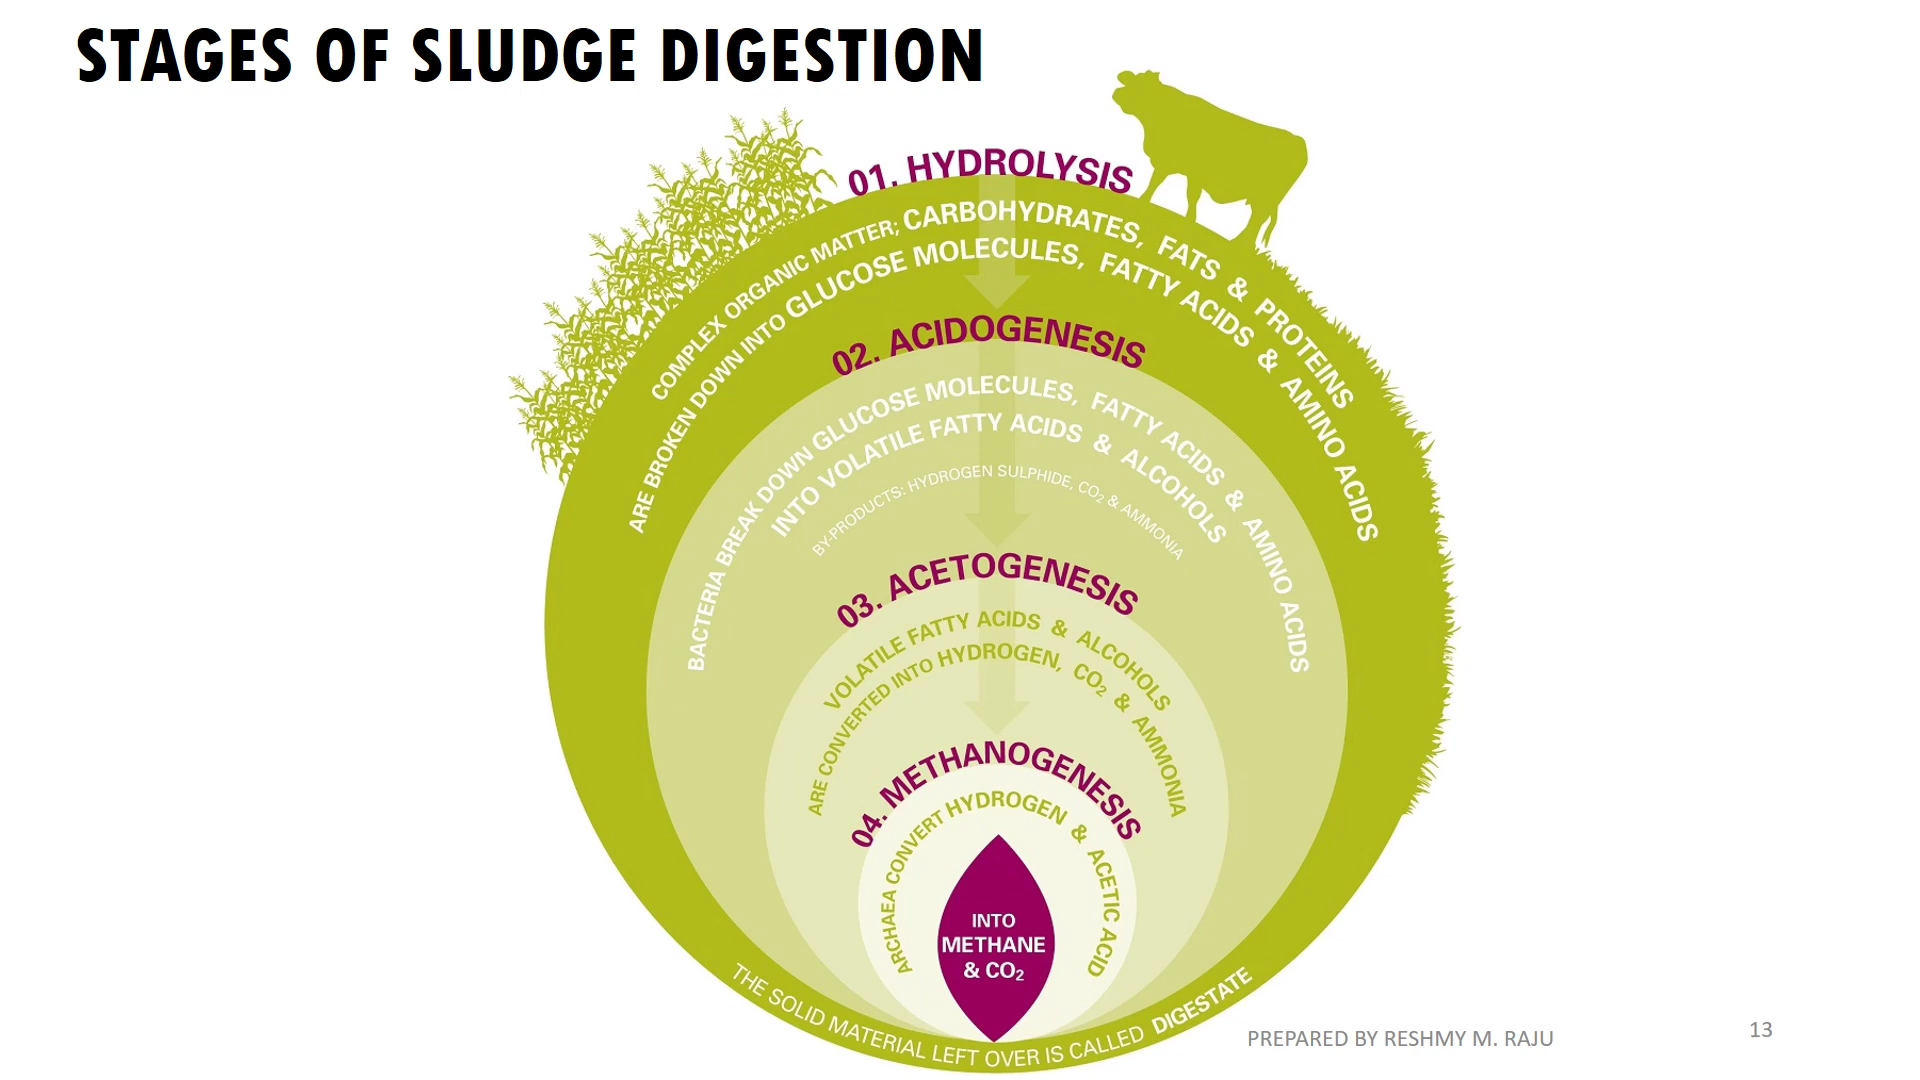 STAGES OF SLUDGE DIGESTION
01. HYDROLYSIS
COMPLEX ORGANIC MATTER; CARBOHYDRATES, FATS & PROTEINS
ARE BROKEN DOWN INTO GLUCOSE MOLECULES, FATTY ACIDS & AMINO ACIDS
02. ACIDOGENESIS
BACTERIA BREAK DOWN GLUCOSE MOLECULES, FATTY ACIDS & AMINO ACIDS
INTO VOLATILE FATTY ACIDS & ALCOHOLS
BY-PRODUCTS: HYDROGEN SULPHIDE, CO₂ & AMMONIA
03. ACETOGENESIS
VOLATILE FATTY ACIDS & ALCOHOLS
ARE CONVERTED INTO HYDROGEN, CO₂ & AMMONIA
04. METHANOGENESIS
ARCHAEA CONVERT HYDROGEN & ACETIC ACID
INTO
METHANE
& CO₂
THE SOLID MATERIAL LEFT OVER IS CALLED DIGESTATE
PREPARED BY RESHMY M. RAJU
13